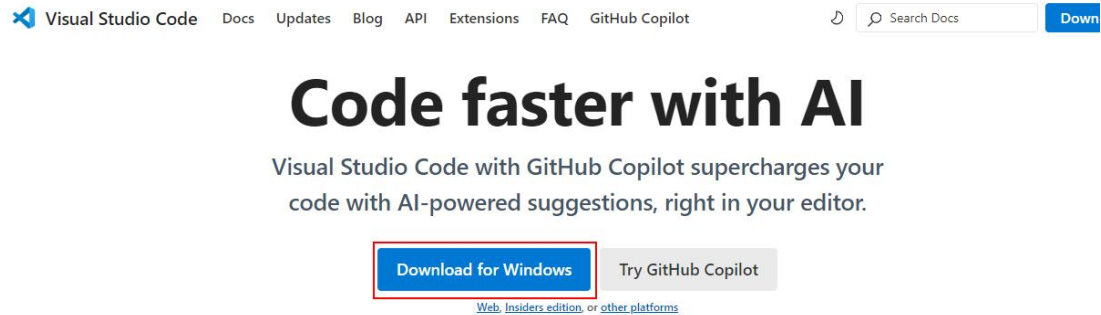 Visual Studio Code Docs Updates Blog API Extensions FAQ GitHub Copilot Search Docs Down
Code faster with AI
Visual Studio Code with GitHub Copilot supercharges your
code with AI-powered suggestions, right in your editor.
Download for Windows Try GitHub Copilot
Web, Insiders edition, or other platforms